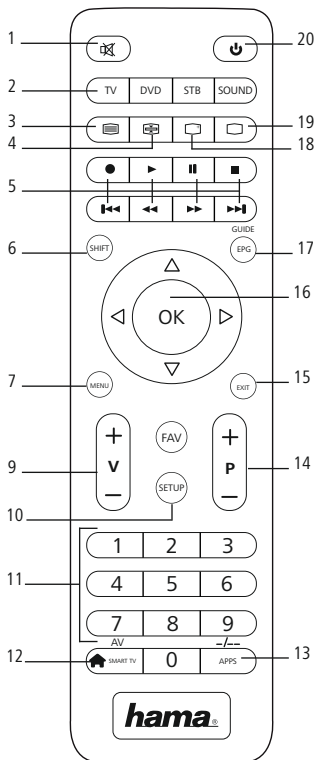 1
20
2
TV DVD STB SOUND
3
19
4
18
5
GUIDE
6
SHIFT
EPG
17
16
OK
7
MENU
EXIT
15
+
FAV
+
9
V
P
14
–
SETUP
–
10
11
1 2 3
4 5 6
7 8 9
AV
-/--
12
SMART TV 0 APPS
13
hama®